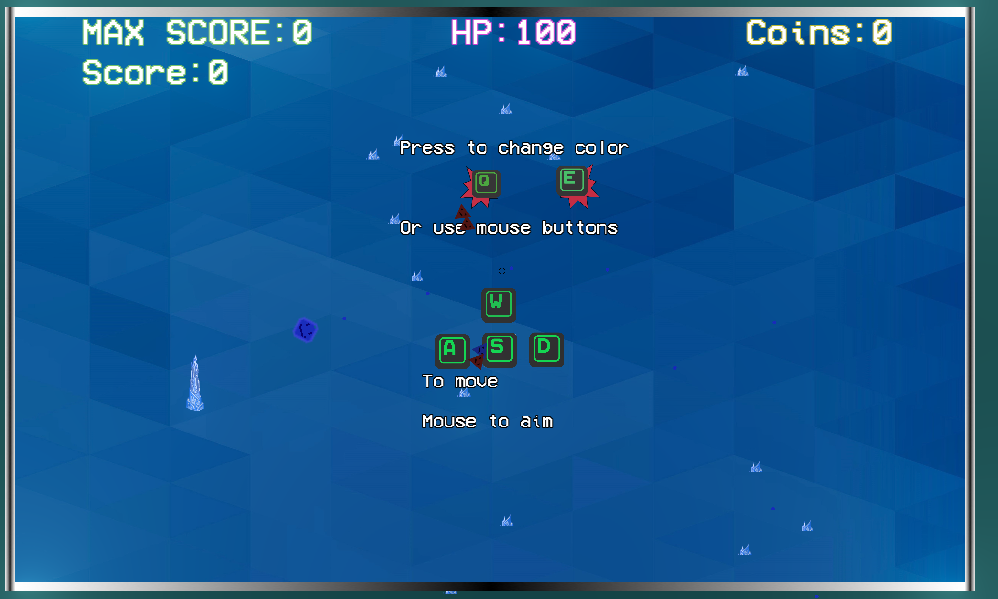 MAX SCORE:0 HP:100 Coins:0
Score:0
Press to change color
Q E
Or use mouse buttons
W
A S D
To move
Mouse to aim